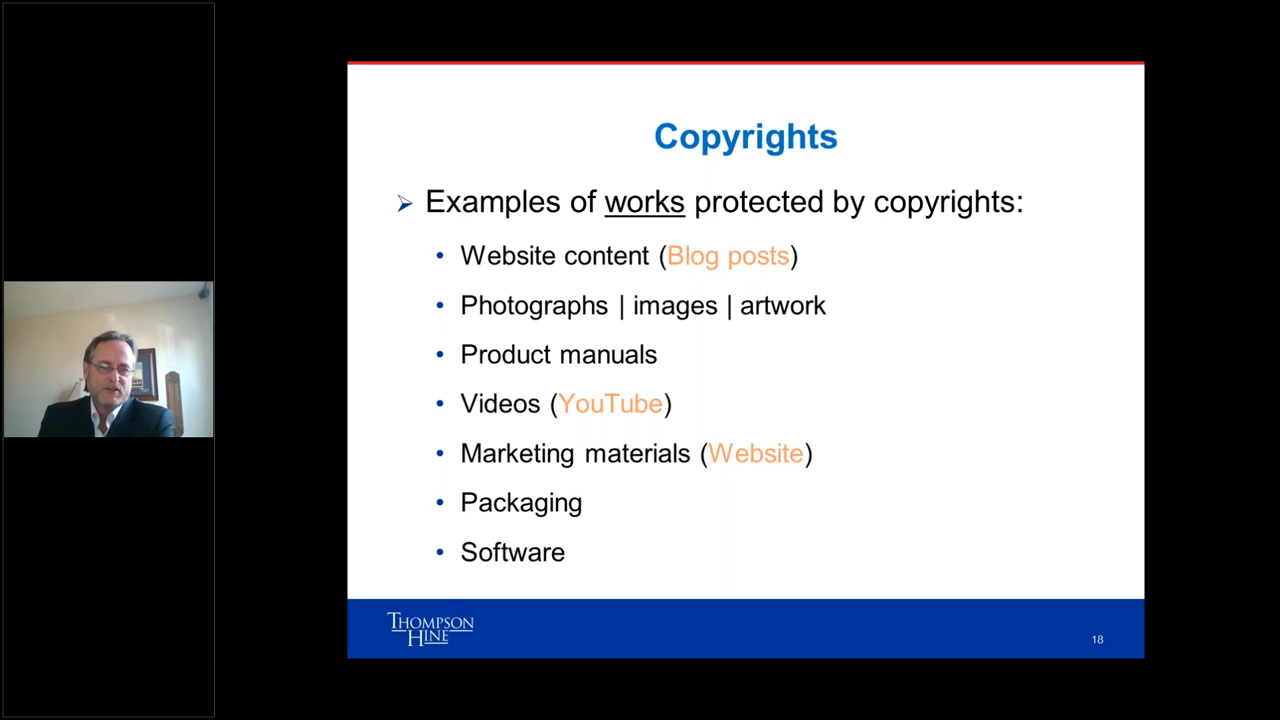 Copyrights
➢ Examples of works protected by copyrights:
• Website content (Blog posts)
• Photographs | images | artwork
• Product manuals
• Videos (YouTube)
• Marketing materials (Website)
• Packaging
• Software
THOMPSON
HINE
18